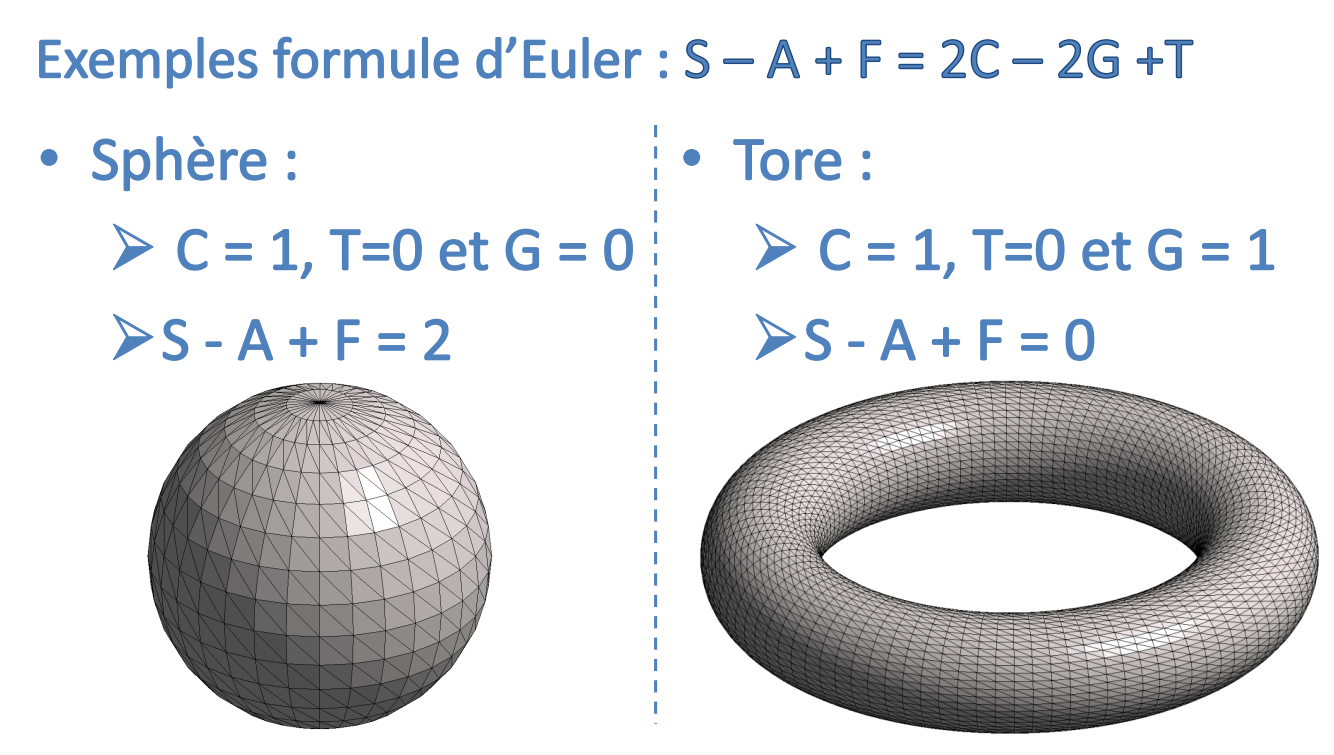 Exemples formule d’Euler : S – A + F = 2C – 2G +T
• Sphère :
➢ C = 1, T=0 et G = 0
➢S - A + F = 2
• Tore :
➢ C = 1, T=0 et G = 1
➢S - A + F = 0